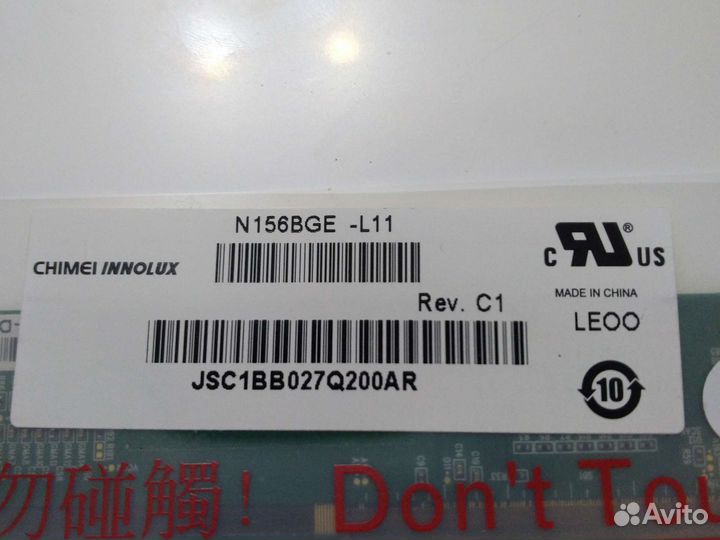 N156BGE -L11
CHIMEI INNOLUX
C RU® US
MADE IN CHINA
Rev. C1
LEOO
JSC1BB027Q200AR
10
勿碰觸! Don't Tou
Avito